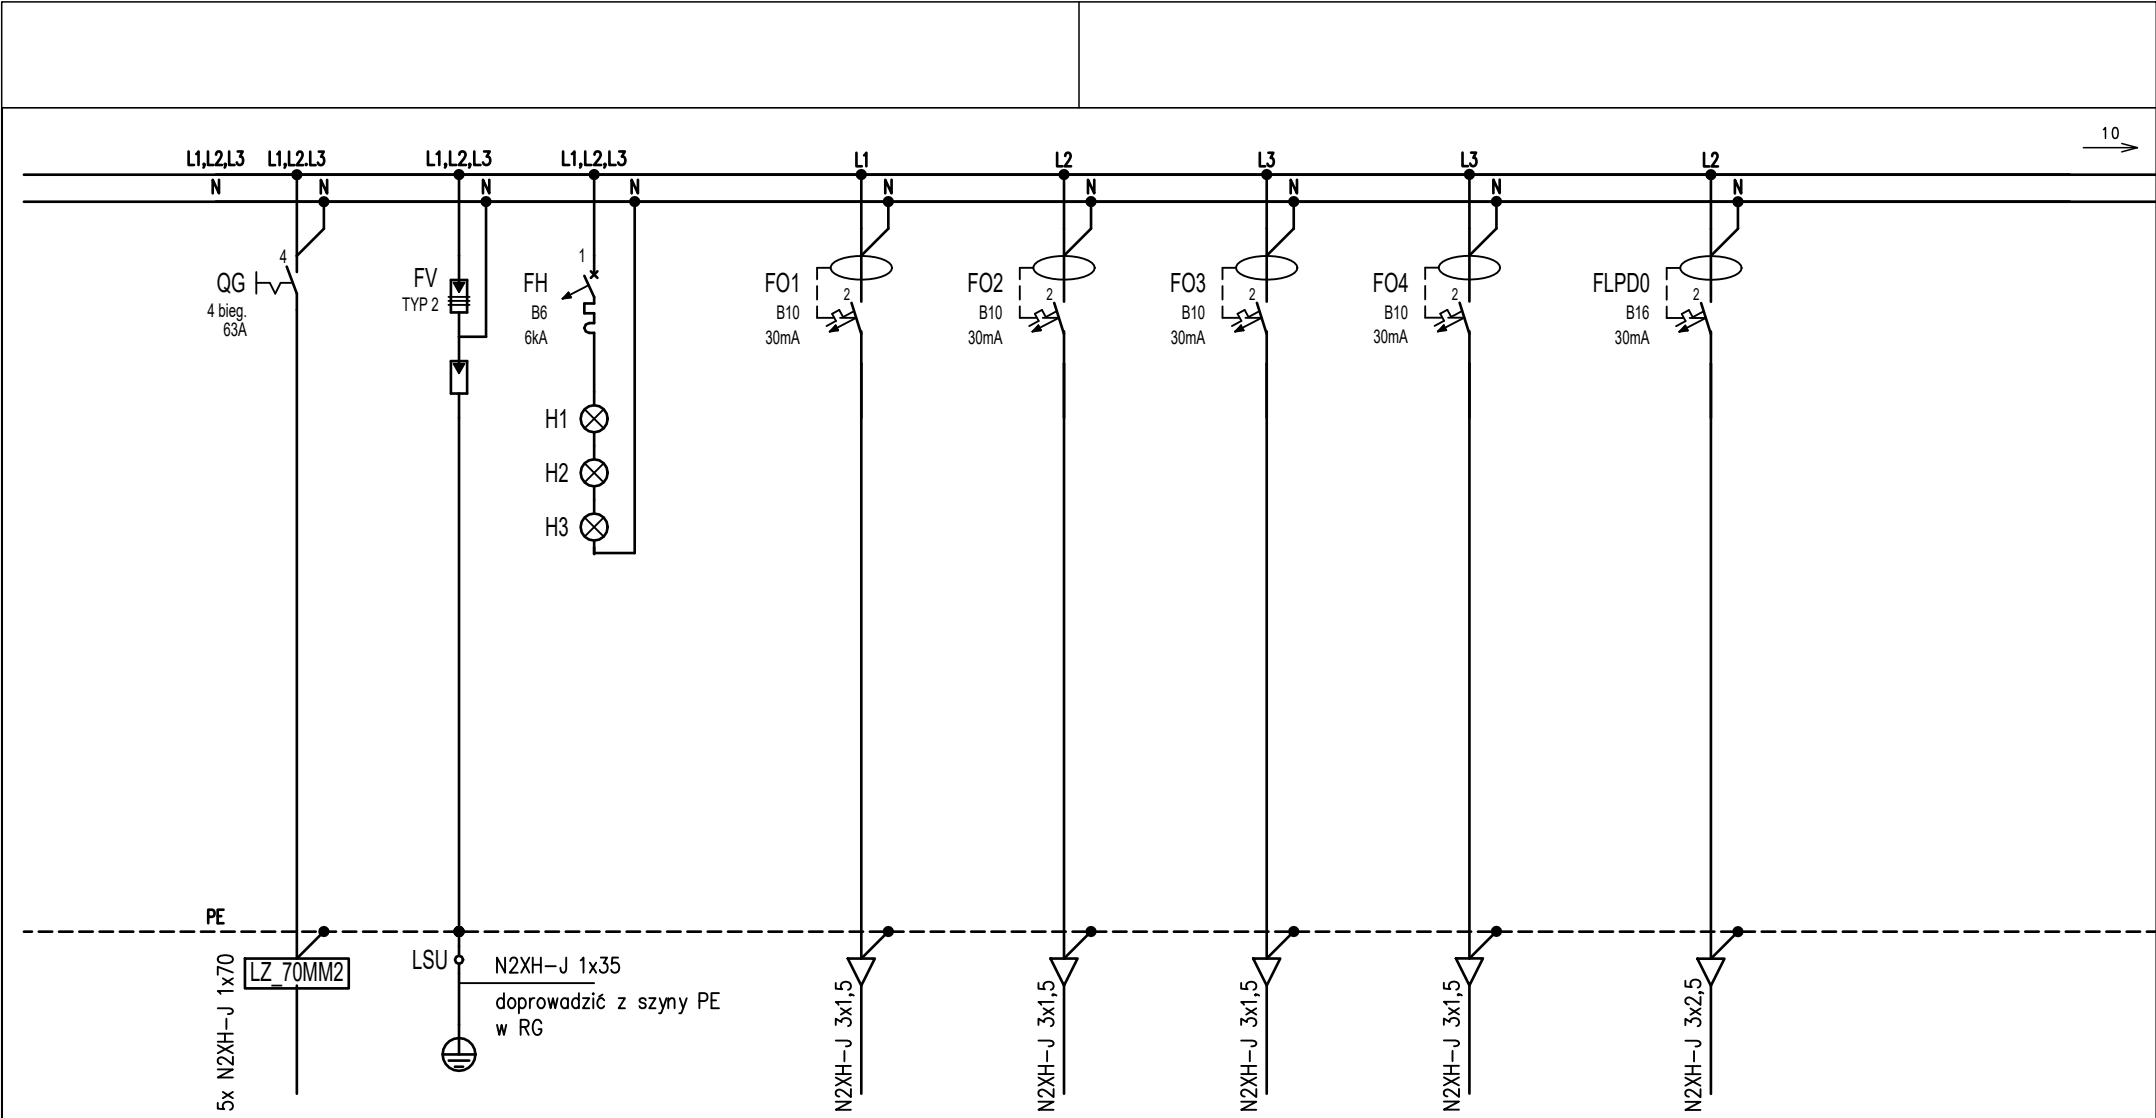 10
L1,L2,L3 L1,L2.L3 L1,L2,L3 L1,L2,L3 L1 L2 L3 L3 L2
N N N N N N N N N
4 1
QG FV FH FO1 FO2 FO3 FO4 FLPD0
2 2 2 2 2
4 bieg. TYP 2 B6 B10 B10 B10 B10 B16
63A 6kA 30mA 30mA 30mA 30mA 30mA
H1
H2
H3
PE
LZ_70MM2 LSU N2XH-J 1x35
doprowadzić z szyny PE
w RG
5x N2XH-J 1x70
N2XH-J 3x1,5
N2XH-J 3x1,5
N2XH-J 3x1,5
N2XH-J 3x1,5
N2XH-J 3x2,5